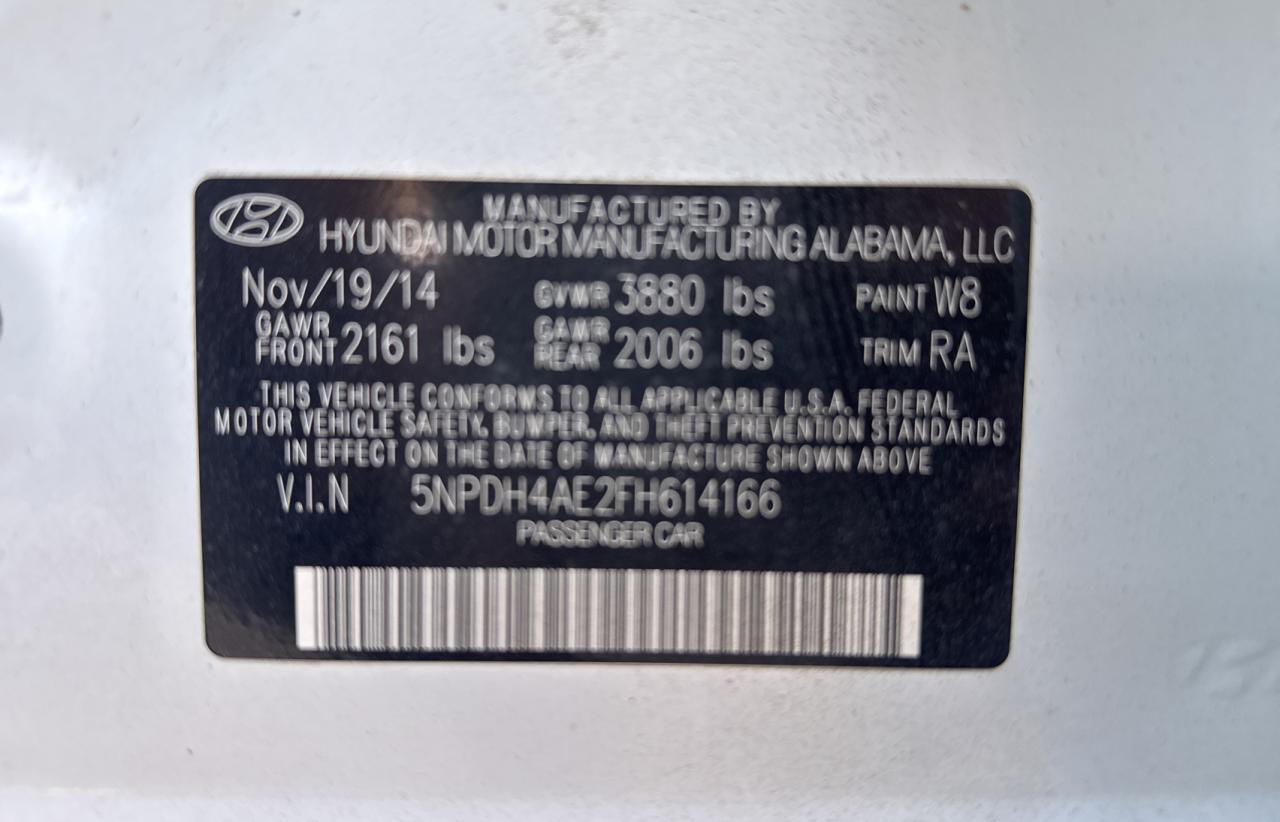 MANUFACTURED BY
HYUNDAI MOTOR MANUFACTURING ALABAMA, LLC
Nov/19/14 GVWR 3880 lbs PAINT W8
GAWR FRONT 2161 lbs GAWR REAR 2006 lbs TRIM RA
THIS VEHICLE CONFORMS TO ALL APPLICABLE U.S.A. FEDERAL
MOTOR VEHICLE SAFETY, BUMPER, AND THEFT PREVENTION STANDARDS
IN EFFECT ON THE DATE OF MANUFACTURE SHOWN ABOVE
V.I.N 5NPDH4AE2FH614166
PASSENGER CAR